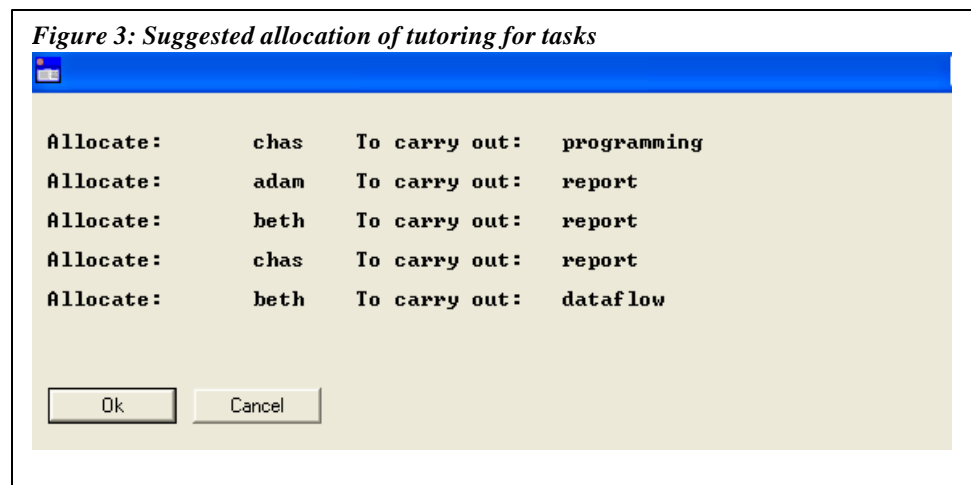 Figure 3: Suggested allocation of tutoring for tasks
Allocate: chas To carry out: programming
Allocate: adam To carry out: report
Allocate: beth To carry out: report
Allocate: chas To carry out: report
Allocate: beth To carry out: dataflow
Ok Cancel